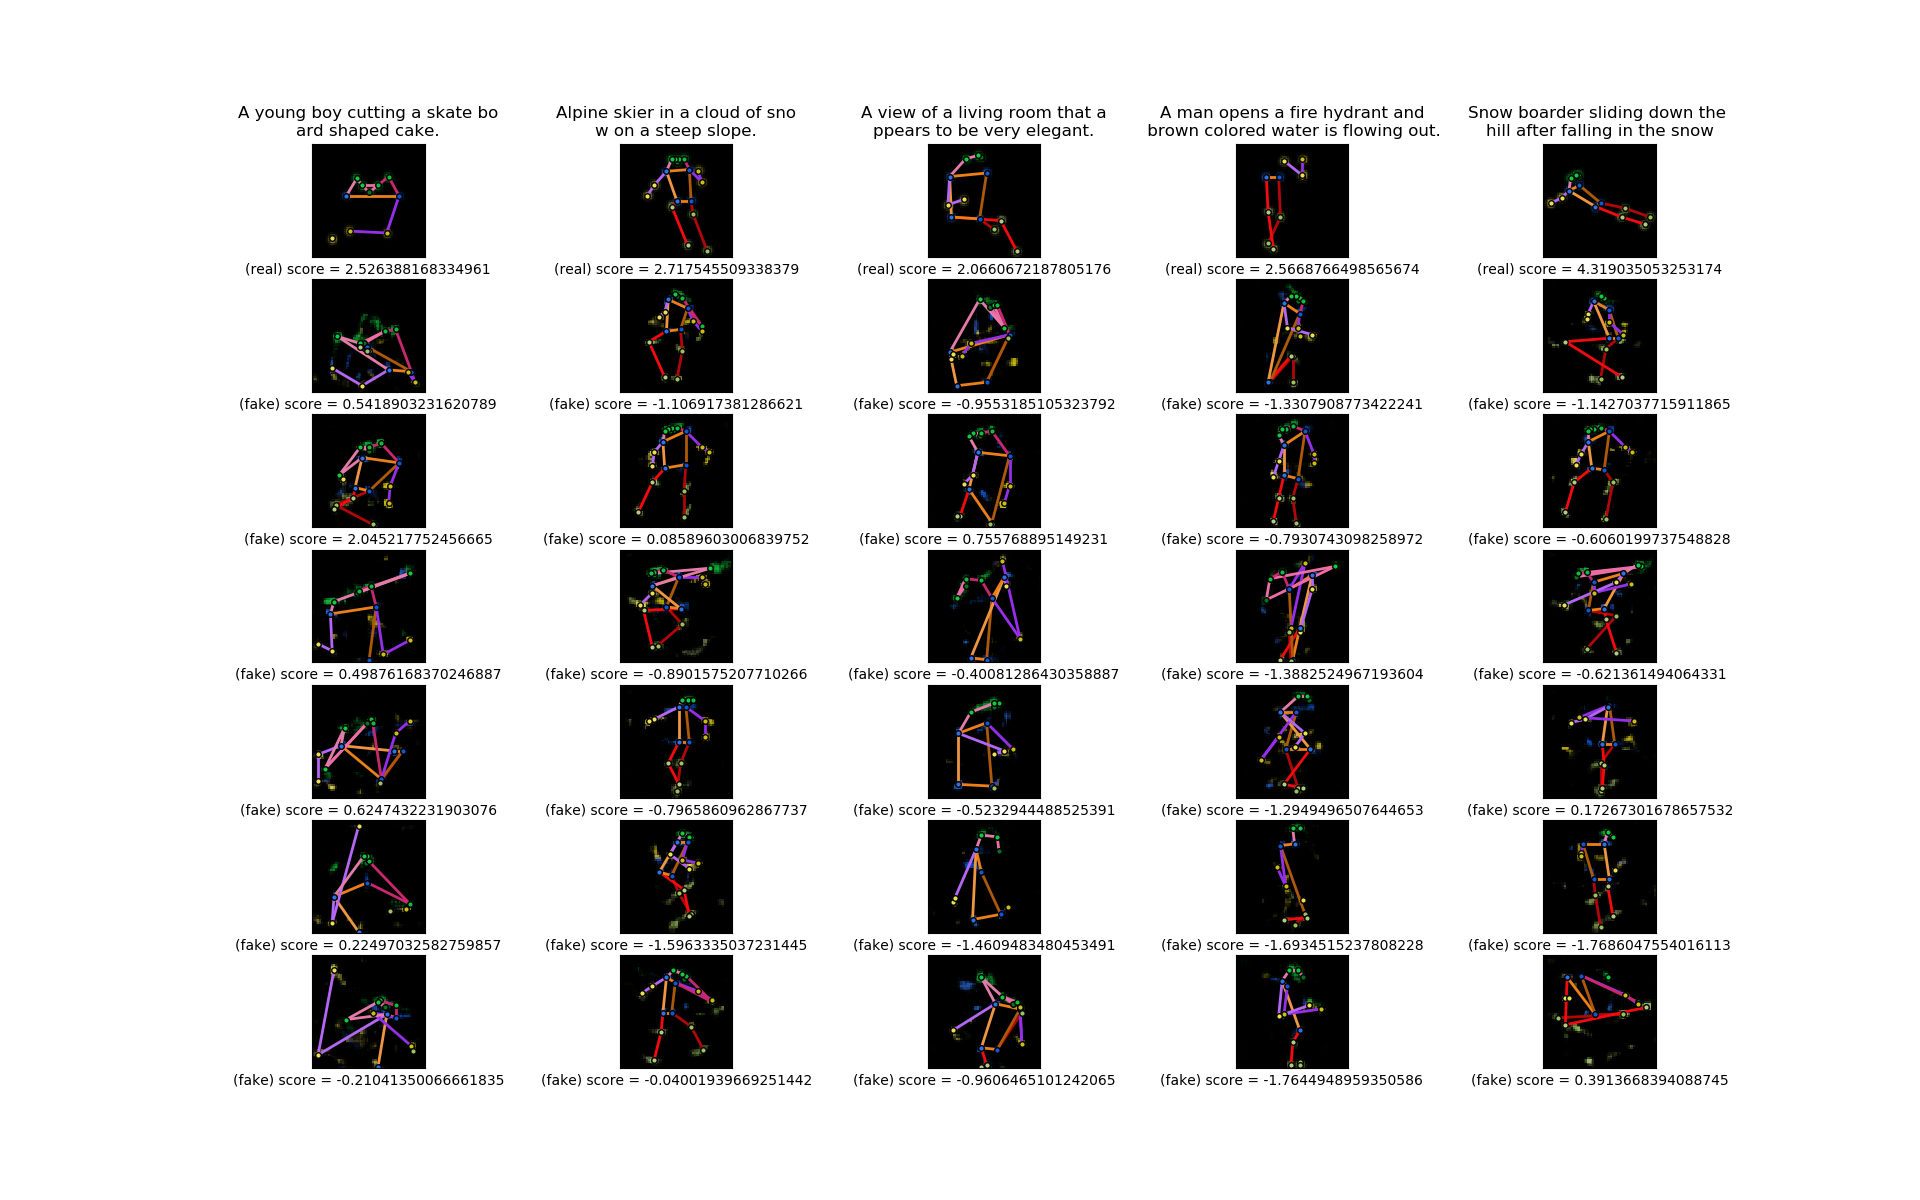 A young boy cutting a skate bo
ard shaped cake.
Alpine skier in a cloud of sno
w on a steep slope.
A view of a living room that a
ppears to be very elegant.
A man opens a fire hydrant and
brown colored water is flowing out.
Snow boarder sliding down the
hill after falling in the snow
(real) score = 2.526388168334961
(real) score = 2.717545509338379
(real) score = 2.0660672187805176
(real) score = 2.5668766498565674
(real) score = 4.319035053253174
(fake) score = 0.5418903231620789
(fake) score = -1.106917381286621
(fake) score = -0.9553185105323792
(fake) score = -1.3307908773422241
(fake) score = -1.1427037715911865
(fake) score = 2.045217752456665
(fake) score = 0.08589603006839752
(fake) score = 0.755768895149231
(fake) score = -0.7930743098258972
(fake) score = -0.6060199737548828
(fake) score = 0.49876168370246887
(fake) score = -0.8901575207710266
(fake) score = -0.40081286430358887
(fake) score = -1.3882524967193604
(fake) score = -0.621361494064331
(fake) score = 0.6247432231903076
(fake) score = -0.7965860962867737
(fake) score = -0.5232944488525391
(fake) score = -1.2949496507644653
(fake) score = 0.17267301678657532
(fake) score = 0.22497032582759857
(fake) score = -1.5963335037231445
(fake) score = -1.4609483480453491
(fake) score = -1.6934515237808228
(fake) score = -1.7686047554016113
(fake) score = -0.21041350066661835
(fake) score = -0.04001939669251442
(fake) score = -0.9606465101242065
(fake) score = -1.7644948959350586
(fake) score = 0.3913668394088745